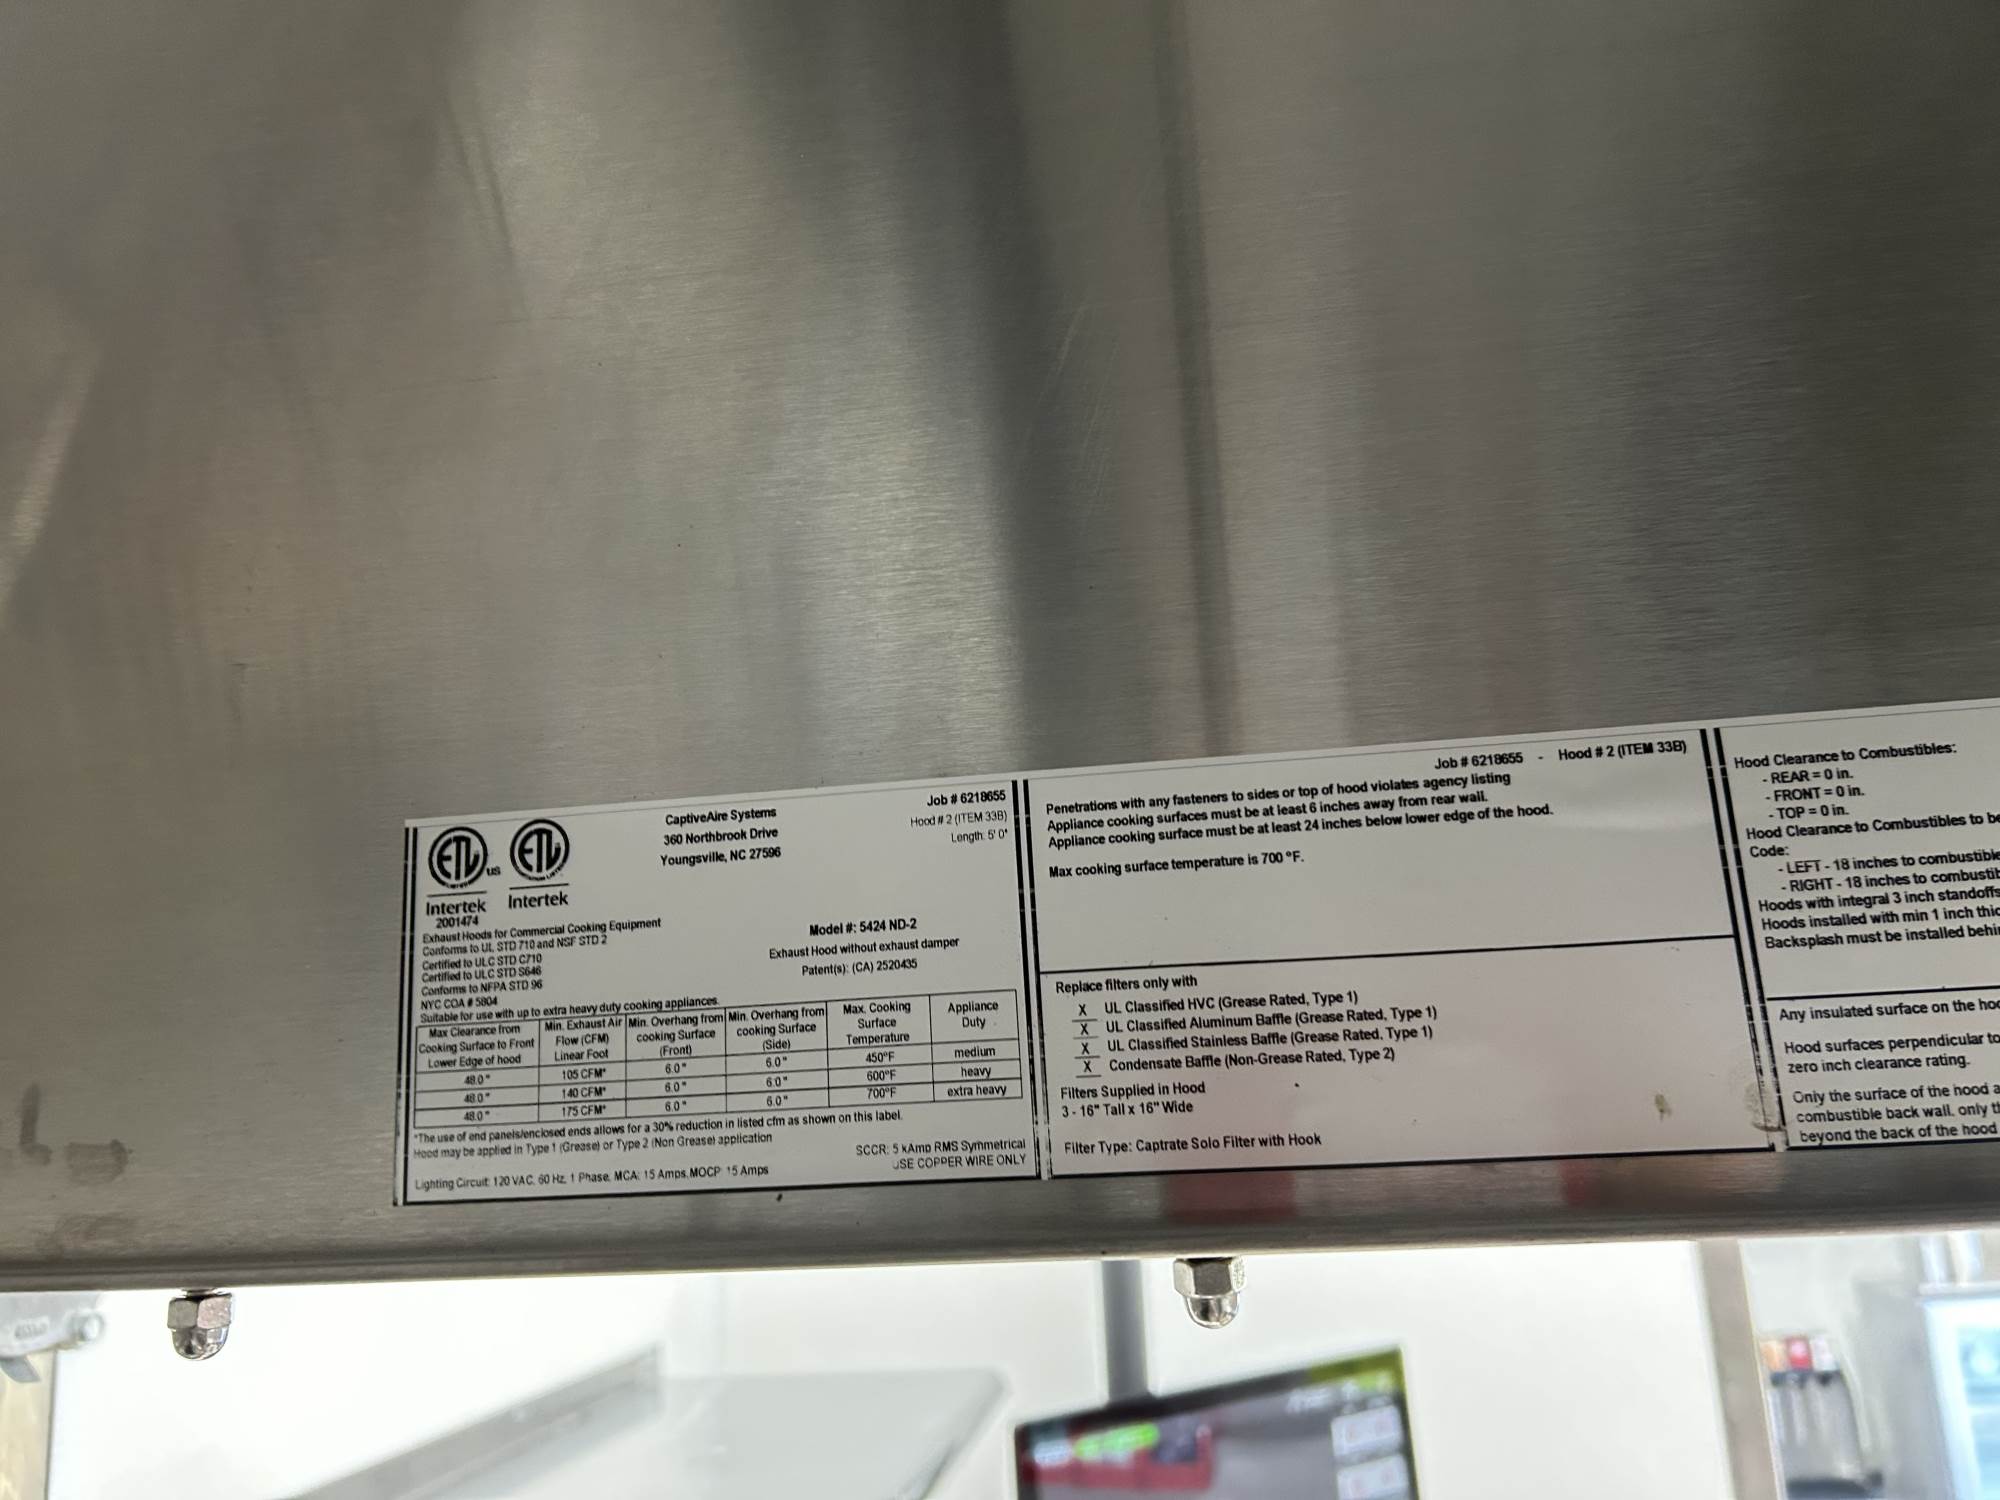 ETL
us
Intertek
2001474
ETL
Intertek
CaptiveAire Systems
360 Northbrook Drive
Youngsville, NC 27596
Job # 6218655
Hood # 2 (ITEM 33B)
Length: 5' 0"
Exhaust Hoods for Commercial Cooking Equipment
Conforms to UL STD 710 and NSF STD 2
Certified to ULC STD C710
Certified to ULC STD S646
Conforms to NFPA STD 96
NYC COA # 5804
Model #: 5424 ND-2
Exhaust Hood without exhaust damper
Patent(s): (CA) 2520435
Suitable for use with up to extra heavy duty cooking appliances.
Max Clearance from Cooking Surface to Front Lower Edge of hood | Min. Exhaust Air Flow (CFM) Linear Foot | Min. Overhang from cooking Surface (Front) | Min. Overhang from cooking Surface (Side) | Max. Cooking Surface Temperature | Appliance Duty
48.0" | 105 CFM* | 6.0" | 6.0" | 450°F | medium
48.0" | 140 CFM* | 6.0" | 6.0" | 600°F | heavy
48.0" | 175 CFM* | 6.0" | 6.0" | 700°F | extra heavy
*The use of end panels/enclosed ends allows for a 30% reduction in listed cfm as shown on this label.
Hood may be applied in Type 1 (Grease) or Type 2 (Non Grease) application
SCCR: 5 kAmp RMS Symmetrical
USE COPPER WIRE ONLY
Lighting Circuit: 120 VAC, 60 Hz, 1 Phase, MCA: 15 Amps, MOCP 15 Amps
Job # 6218655 - Hood # 2 (ITEM 33B)
Penetrations with any fasteners to sides or top of hood violates agency listing
Appliance cooking surfaces must be at least 6 inches away from rear wall.
Appliance cooking surface must be at least 24 inches below lower edge of the hood.
Max cooking surface temperature is 700 °F.
Replace filters only with
X UL Classified HVC (Grease Rated, Type 1)
X UL Classified Aluminum Baffle (Grease Rated, Type 1)
X UL Classified Stainless Baffle (Grease Rated, Type 1)
X Condensate Baffle (Non-Grease Rated, Type 2)
Filters Supplied in Hood
3 - 16" Tall x 16" Wide
Filter Type: Captrate Solo Filter with Hook
Hood Clearance to Combustibles:
- REAR = 0 in.
- FRONT = 0 in.
- TOP = 0 in.
Hood Clearance to Combustibles to be
Code:
- LEFT - 18 inches to combustible
- RIGHT - 18 inches to combustib
Hoods with integral 3 inch standoffs
Hoods installed with min 1 inch thic
Backsplash must be installed behi
Any insulated surface on the hoo
Hood surfaces perpendicular to
zero inch clearance rating.
Only the surface of the hood a
combustible back wall, only th
beyond the back of the hood